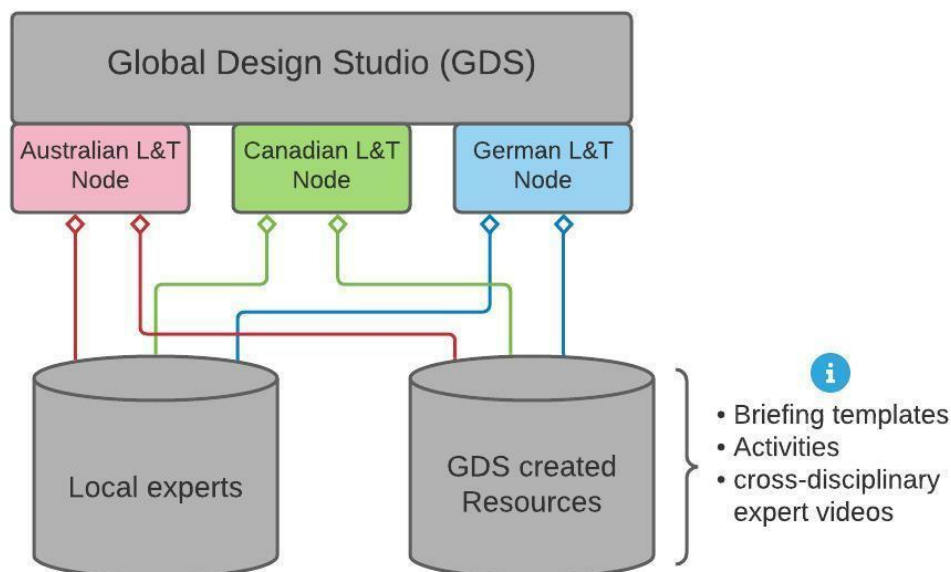 Global Design Studio (GDS)
Australian L&T
Node
Canadian L&T
Node
German L&T
Node
Local experts
GDS created
Resources
i
• Briefing templates
• Activities
• cross-disciplinary
expert videos